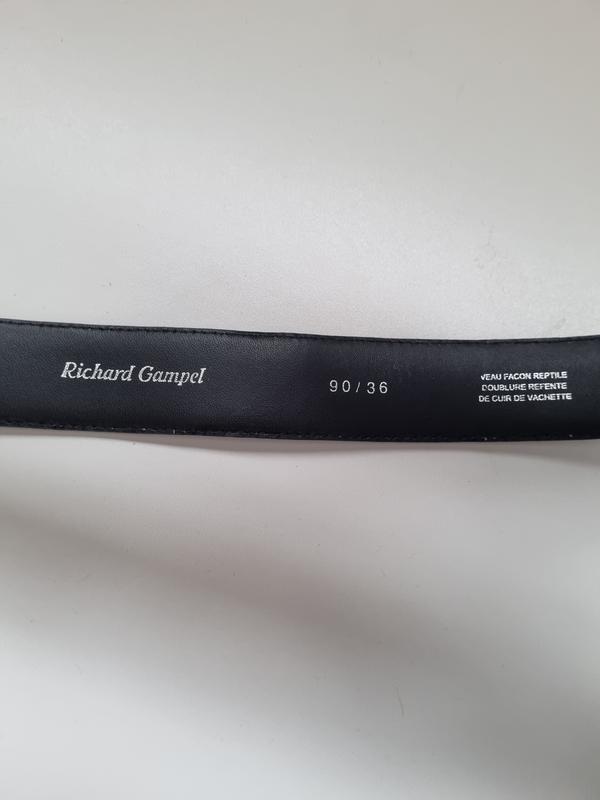 Richard Gampel
90/36
VEAU FACON REPTILE
DOUBLURE REFENTE
DE CUIR DE VACHETTE